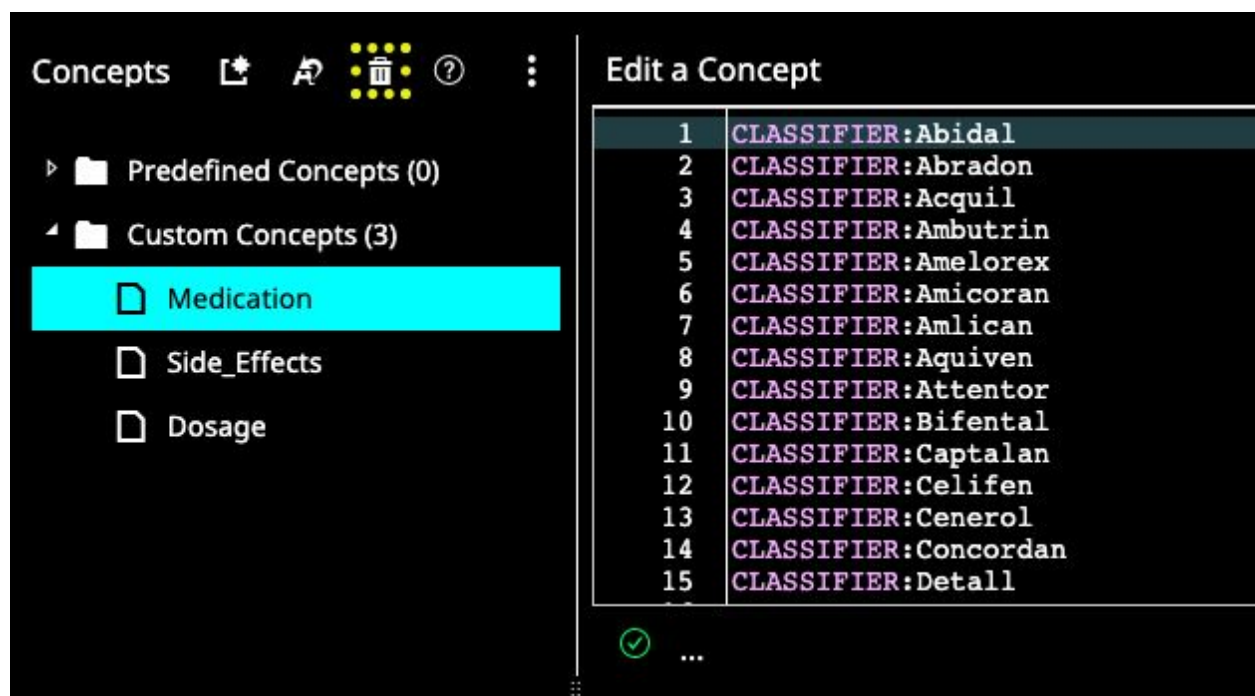 Concepts
Predefined Concepts (0)
Custom Concepts (3)
Medication
Side_Effects
Dosage
Edit a Concept
1 CLASSIFIER:Abidal
2 CLASSIFIER:Abradon
3 CLASSIFIER:Acquil
4 CLASSIFIER:Ambutrin
5 CLASSIFIER:Amelorex
6 CLASSIFIER:Amicoran
7 CLASSIFIER:Amlican
8 CLASSIFIER:Aquiven
9 CLASSIFIER:Attentor
10 CLASSIFIER:Bifental
11 CLASSIFIER:Captalan
12 CLASSIFIER:Celifen
13 CLASSIFIER:Cenerol
14 CLASSIFIER:Concordan
15 CLASSIFIER:Detall
...